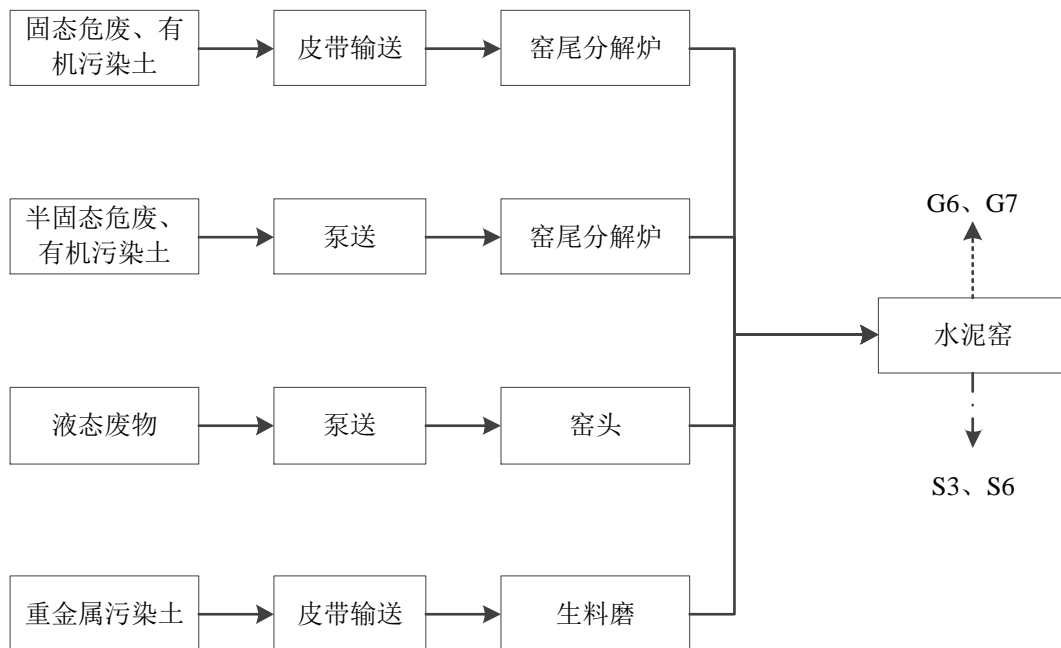 固态危废、有
机污染土
皮带输送
窑尾分解炉
半固态危废、
有机污染土
泵送
窑尾分解炉
G6、G7
水泥窑
液态废物
泵送
窑头
S3、S6
重金属污染土
皮带输送
生料磨